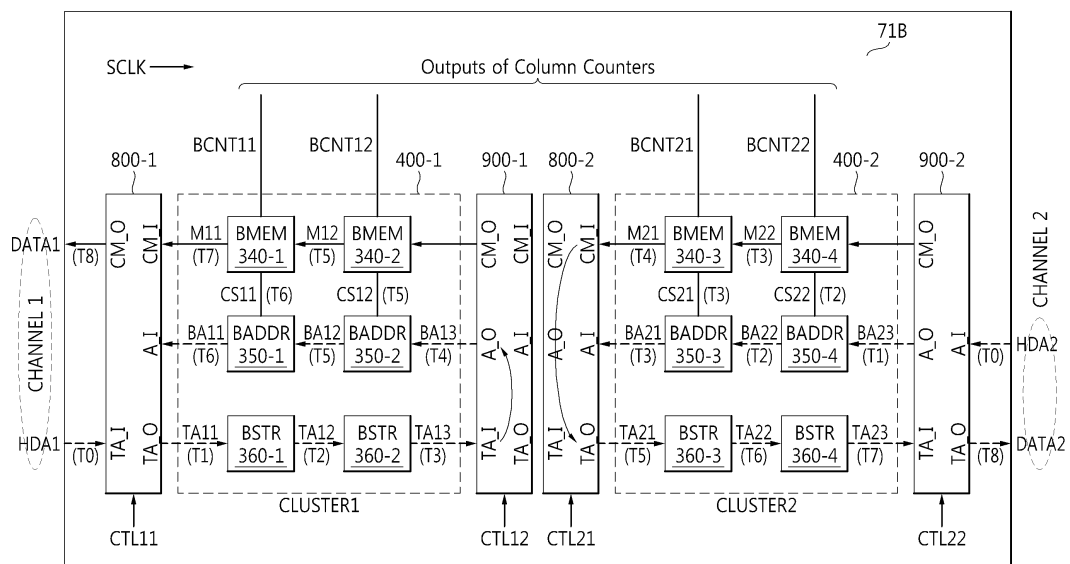 71B
SCLK
Outputs of Column Counters
BCNT11
BCNT12
BCNT21
BCNT22
800-1
400-1
900-1
800-2
400-2
900-2
CHANNEL 1
DATA1
(T8)
CM_O
CM_I
M11
(T7)
BMEM
340-1
M12
(T5)
BMEM
340-2
CM_O
CM_I
CM_O
CM_I
M21
(T4)
BMEM
340-3
M22
(T3)
BMEM
340-4
CM_O
CM_I
CHANNEL 2
CS11
(T6)
CS12
(T5)
CS21
(T3)
CS22
(T2)
A_I
BA11
(T6)
BADDR
350-1
BA12
(T5)
BADDR
350-2
BA13
(T4)
A_O
A_I
A_O
A_I
BA21
(T3)
BADDR
350-3
BA22
(T2)
BADDR
350-4
BA23
(T1)
A_O
A_I
HDA2
(T0)
HDA1
(T0)
TA_I
TA_O
TA11
(T1)
BSTR
360-1
TA12
(T2)
BSTR
360-2
TA13
(T3)
TA_I
TA_O
TA_I
TA_O
TA21
(T5)
BSTR
360-3
TA22
(T6)
BSTR
360-4
TA23
(T7)
TA_I
TA_O
DATA2
(T8)
CLUSTER1
CLUSTER2
CTL11
CTL12
CTL21
CTL22